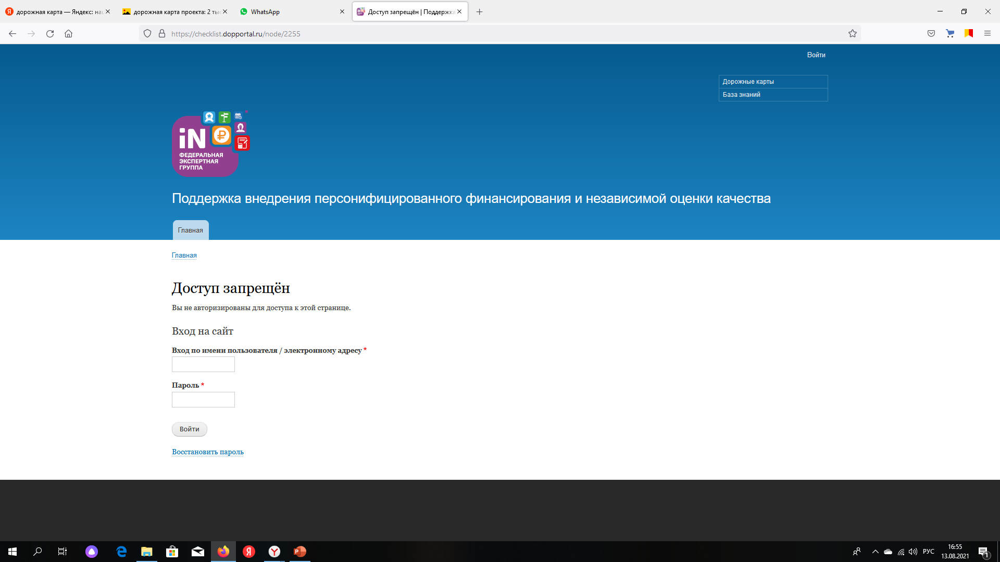 дорожная карта — Яндекс: на
дорожная карта проекта: 2 тыс
WhatsApp
Доступ запрещён | Поддержка
https://checklist.dopportal.ru/node/2255
Войти
Дорожные карты
База знаний
iN
ФЕДЕРАЛЬНАЯ
ЭКСПЕРТНАЯ
ГРУППА
Поддержка внедрения персонифицированного финансирования и независимой оценки качества
Главная
Главная
Доступ запрещён
Вы не авторизированы для доступа к этой странице.
Вход на сайт
Вход по имени пользователя / электронному адресу *
Пароль *
Войти
Восстановить пароль
РУС
16:55
13.08.2021
1